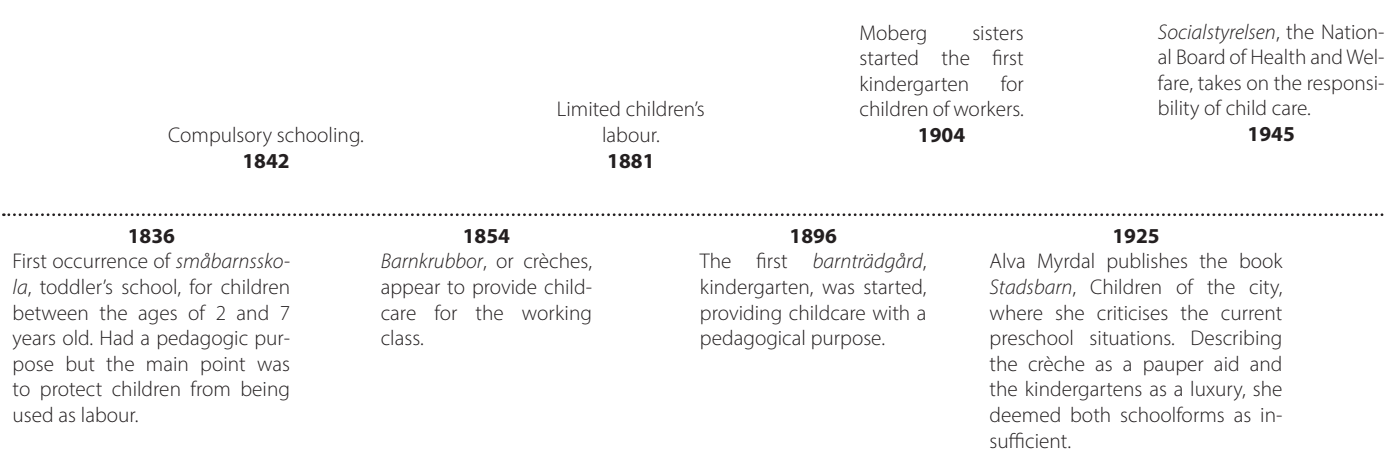 Moberg sisters
started the first
kindergarten for
children of workers.
1904
Socialstyrelsen, the Nation-
al Board of Health and Wel-
fare, takes on the responsi-
bility of child care.
1945
Limited children’s
labour.
1881
Compulsory schooling.
1842
1836
First occurrence of småbarnssko-
la, toddler’s school, for children
between the ages of 2 and 7
years old. Had a pedagogic pur-
pose but the main point was
to protect children from being
used as labour.
1854
Barnkrubbor, or crèches,
appear to provide child-
care for the working
class.
1896
The first barnträdgård,
kindergarten, was started,
providing childcare with a
pedagogical purpose.
1925
Alva Myrdal publishes the book
Stadsbarn, Children of the city,
where she criticises the current
preschool situations. Describing
the crèche as a pauper aid and
the kindergartens as a luxury, she
deemed both schoolforms as in-
sufficient.